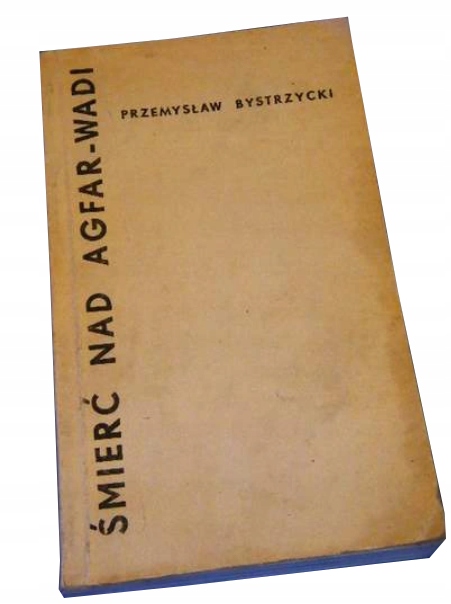 PRZEMYSŁAW BYSTRZYCKI
ŚMIERĆ NAD AGFAR-WADI